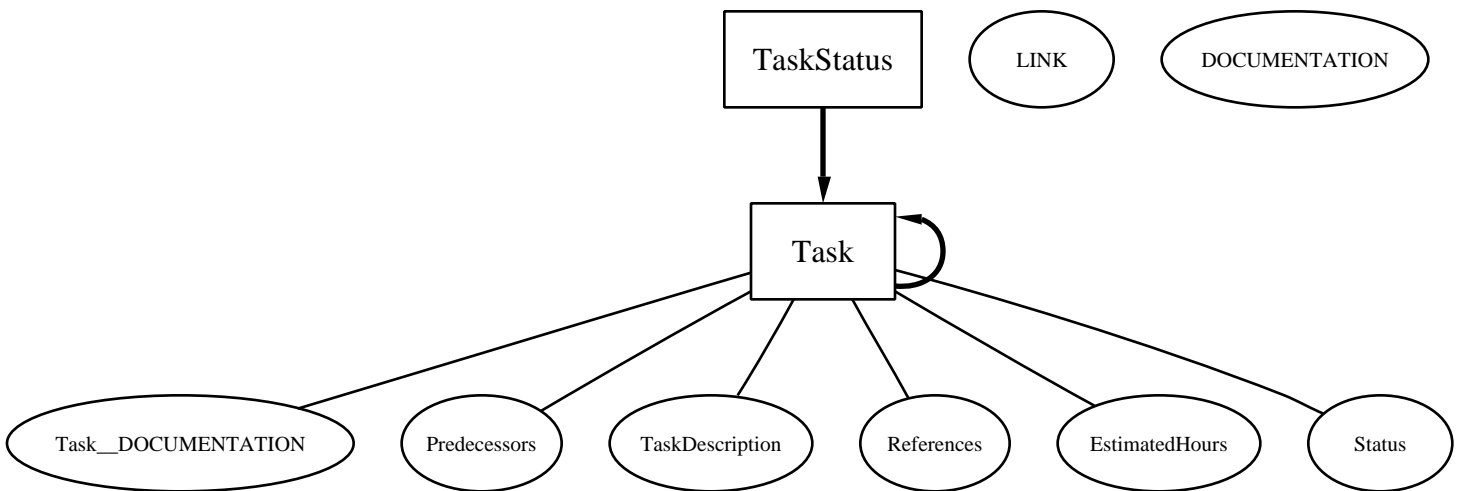 TaskStatus
LINK
DOCUMENTATION
Task
Task__DOCUMENTATION
Predecessors
TaskDescription
References
EstimatedHours
Status